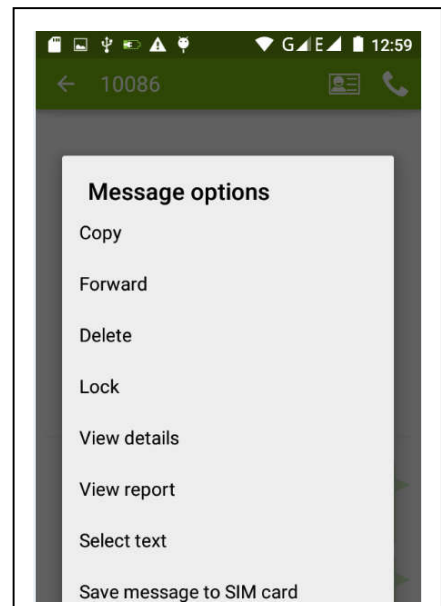 G E 12:59
10086
Message options
Copy
Forward
Delete
Lock
View details
View report
Select text
Save message to SIM card